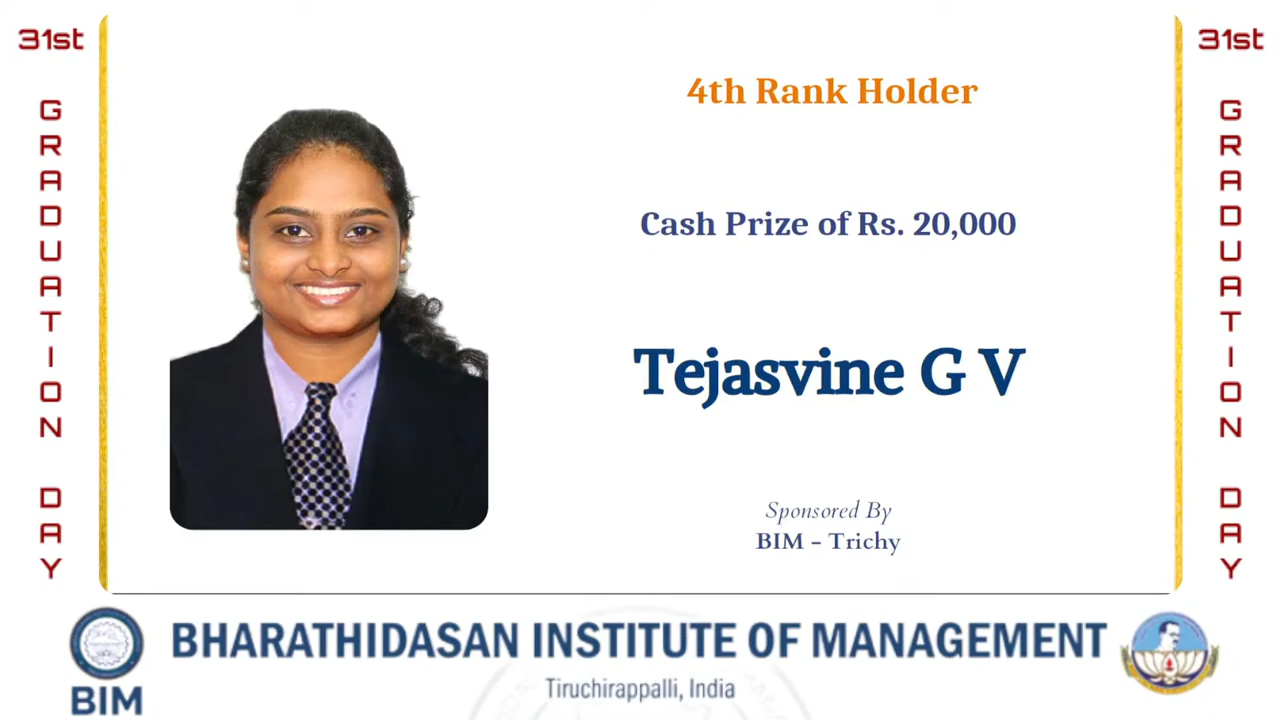 31st
GRADUATION DAY
4th Rank Holder
Cash Prize of Rs. 20,000
Tejasvine G V
Sponsored By
BIM - Trichy
31st
GRADUATION DAY
BIM
BHARATHIDASAN INSTITUTE OF MANAGEMENT
Tiruchirappalli, India